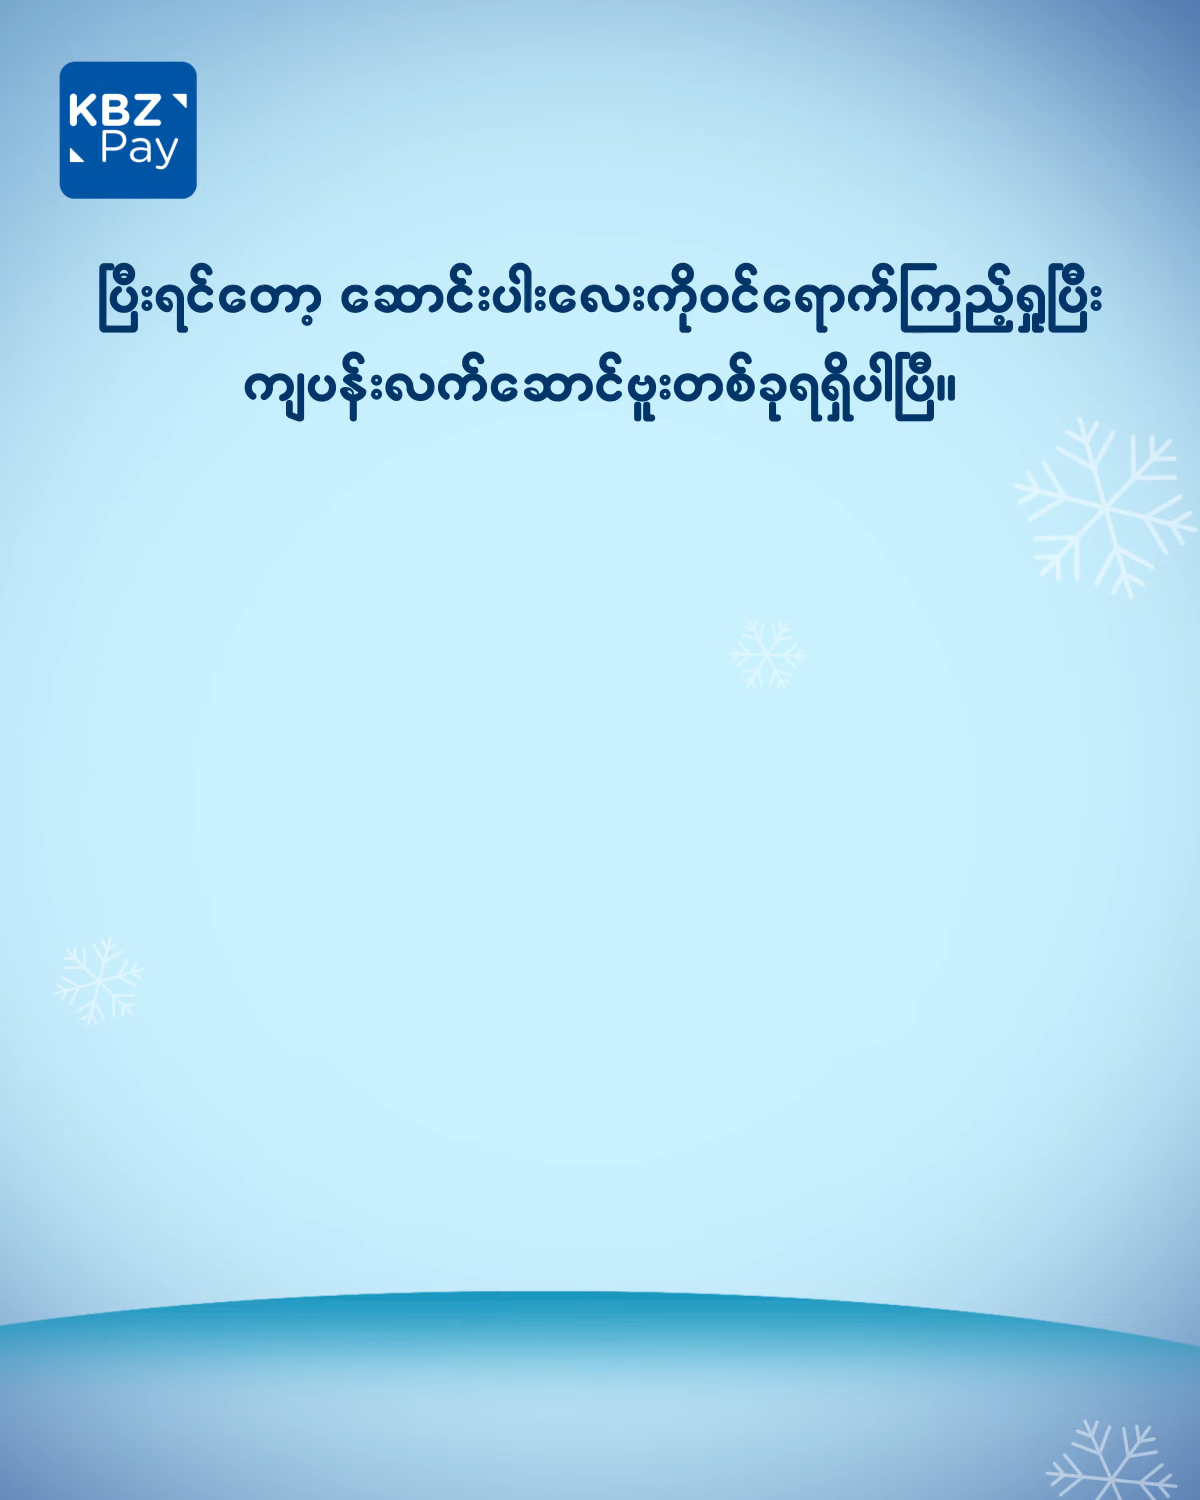 KBZ
Pay
ပြီးရင်တော့ ဆောင်းပါးလေးကိုဝင်ရောက်ကြည့်ရှုပြီး
ကျပန်းလက်ဆောင်ဗူးတစ်ခုရရှိပါပြီ။